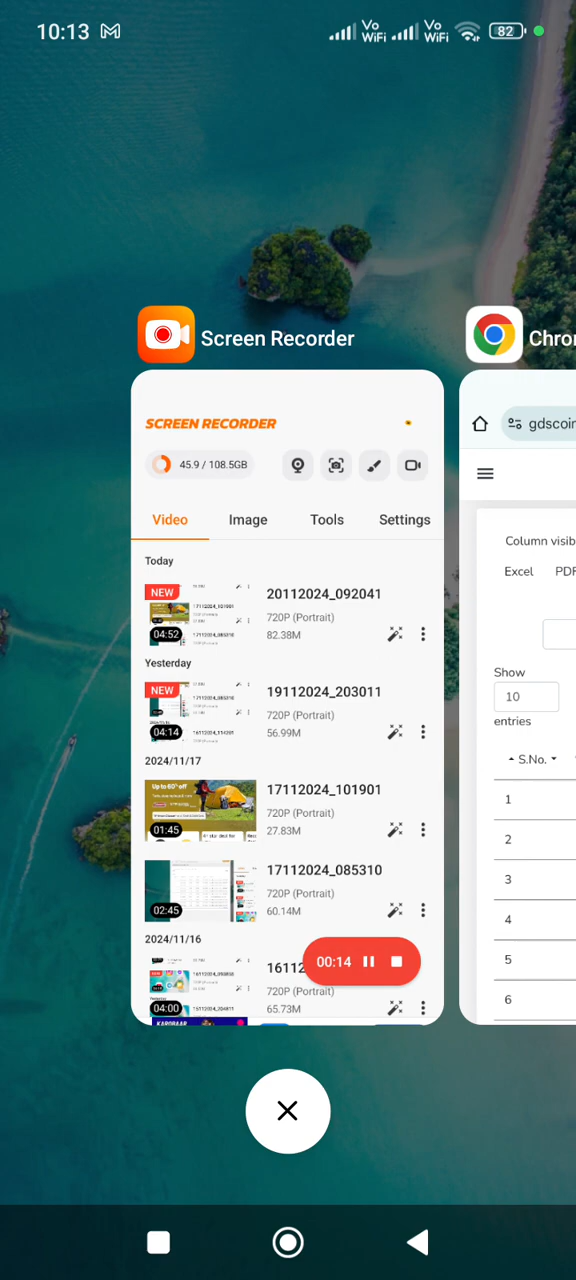 10:13
Vo
WiFi
Vo
WiFi
82
Screen Recorder
Chro
SCREEN RECORDER
45.9 / 108.5GB
Video Image Tools Settings
Today
NEW
20112024_092041
720P (Portrait)
04:52
82.38M
Yesterday
NEW
19112024_203011
720P (Portrait)
04:14
56.99M
2024/11/17
Up to 60% off
17112024_101901
720P (Portrait)
01:45
27.83M
17112024_085310
720P (Portrait)
02:45
60.14M
2024/11/16
1611
720P (Portrait)
04:00
65.73M
00:14
KAROBAAR
gdscoin
Column visib
Excel PDF
Show
10
entries
S.No.
1
2
3
4
5
6